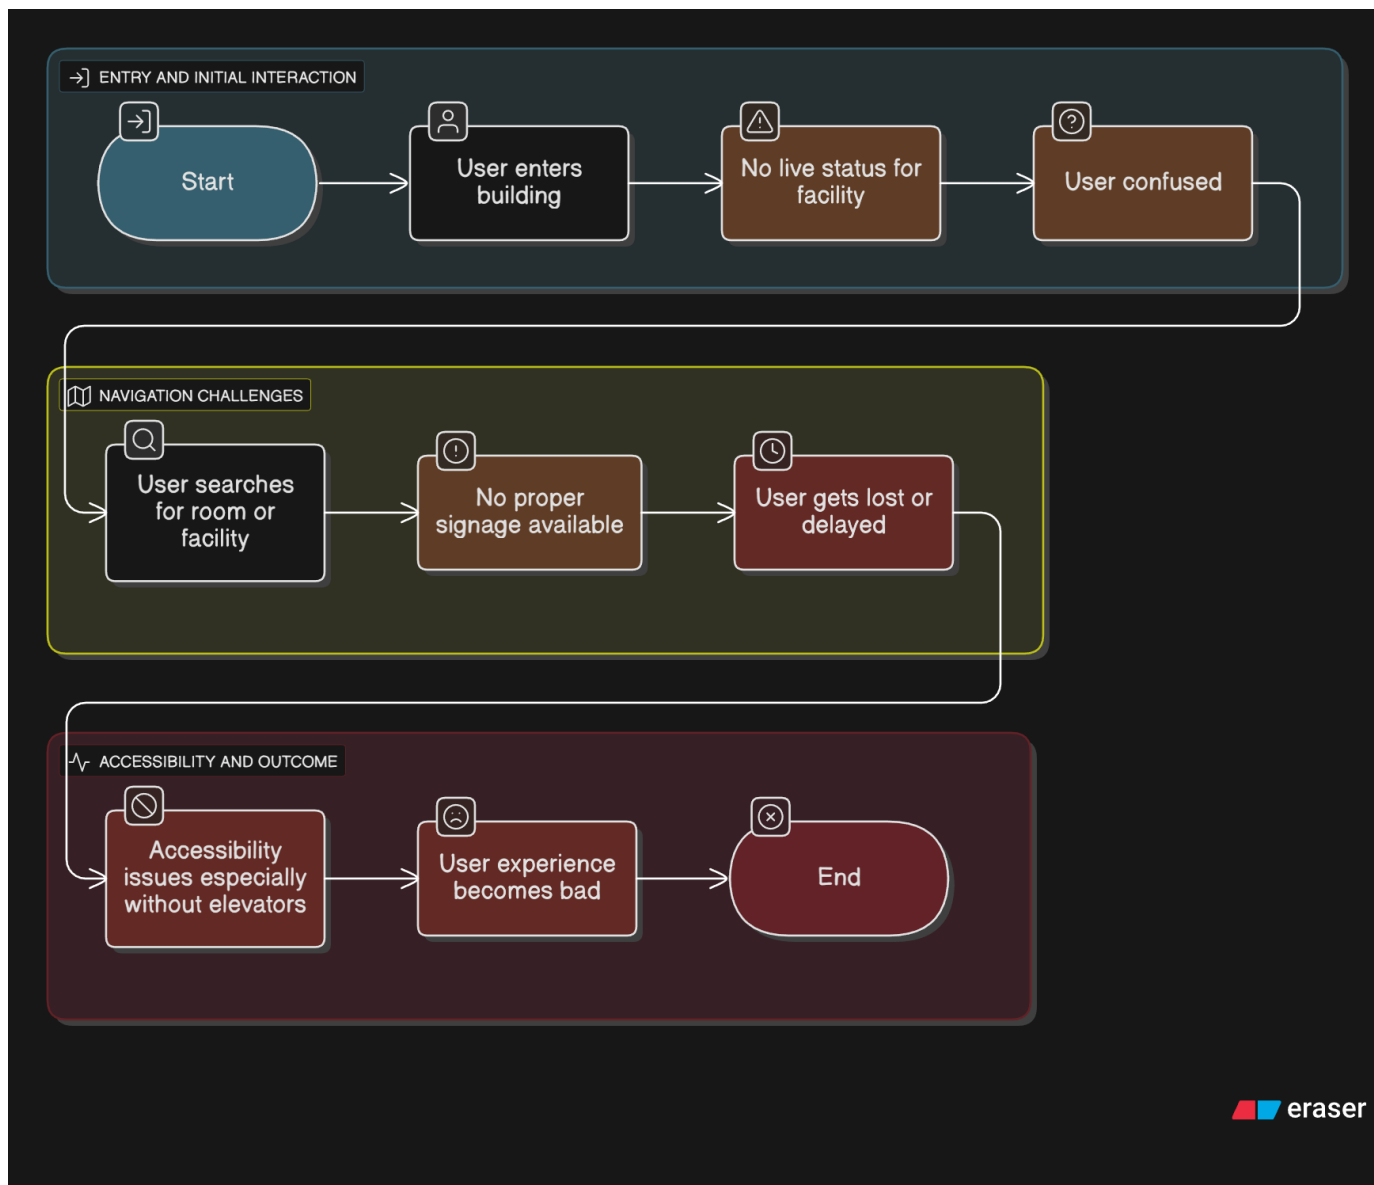 ENTRY AND INITIAL INTERACTION
Start
User enters
building
No live status for
facility
User confused
NAVIGATION CHALLENGES
User searches
for room or
facility
No proper
signage available
User gets lost or
delayed
ACCESSIBILITY AND OUTCOME
Accessibility
issues especially
without elevators
User experience
becomes bad
End
eraser